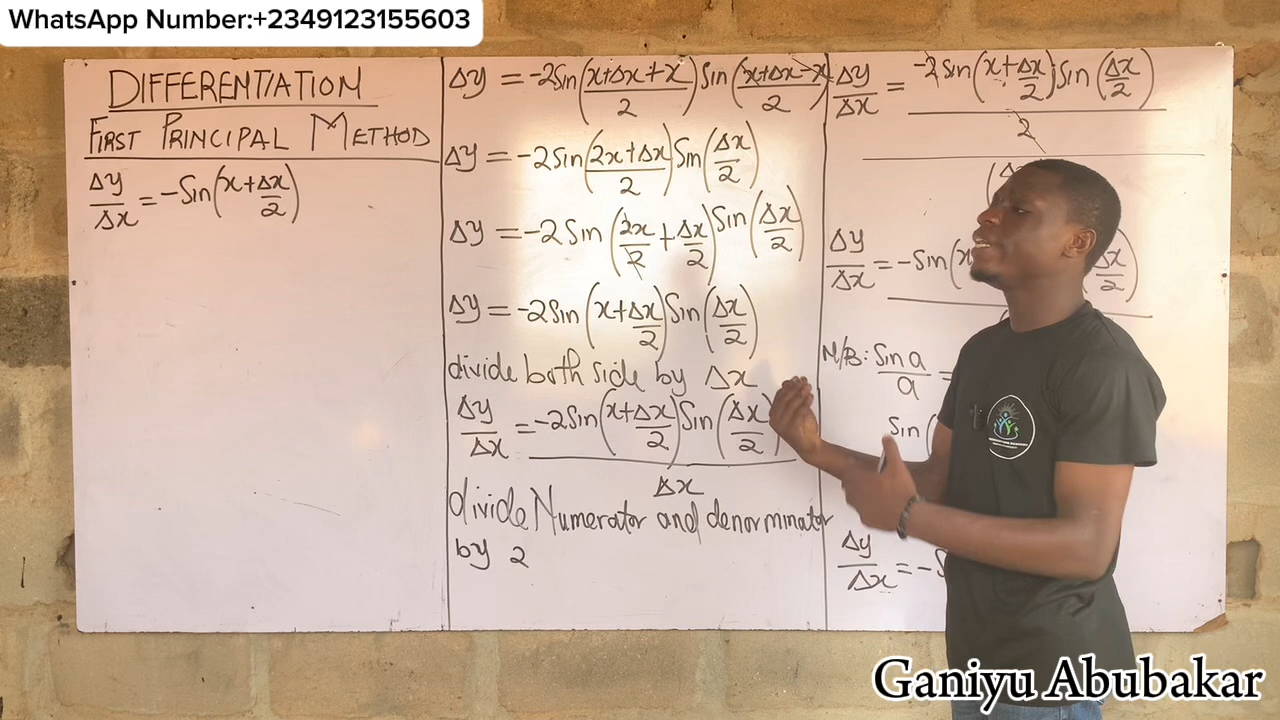 WhatsApp Number:+2349123155603
DIFFERENTIATION
FIRST PRINCIPAL METHOD
Δy/Δx = -Sin(x+Δx/2)
Δy = -2Sin((x+Δx+x)/2) Sin((x+Δx-x)/2)
Δy = -2Sin((2x+Δx)/2) Sin(Δx/2)
Δy = -2Sin(2x/2 + Δx/2) Sin(Δx/2)
Δy = -2Sin(x+Δx/2) Sin(Δx/2)
divide both side by Δx
Δy/Δx = -2Sin(x+Δx/2) Sin(Δx/2)
Δx
divide Numerator and denorminator
by 2
Δy/Δx = -2Sin(x+Δx/2) Sin(Δx/2)
2
Δy/Δx = -Sin(x Δx/2)
N/B: Sin a/a =
Sin(
Δy/Δx = -S
Ganiyu Abubakar